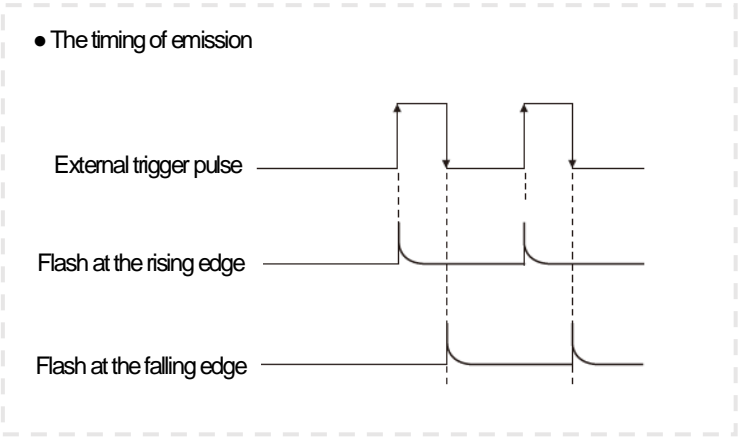 ● The timing of emission
External trigger pulse
Flash at the rising edge
Flash at the falling edge